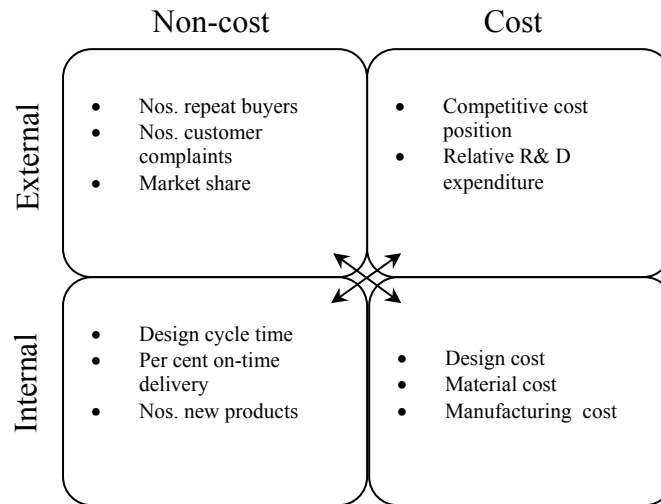 Non-cost
Cost
External
• Nos. repeat buyers
• Nos. customer
complaints
• Market share
• Competitive cost
position
• Relative R& D
expenditure
Internal
• Design cycle time
• Per cent on-time
delivery
• Nos. new products
• Design cost
• Material cost
• Manufacturing cost